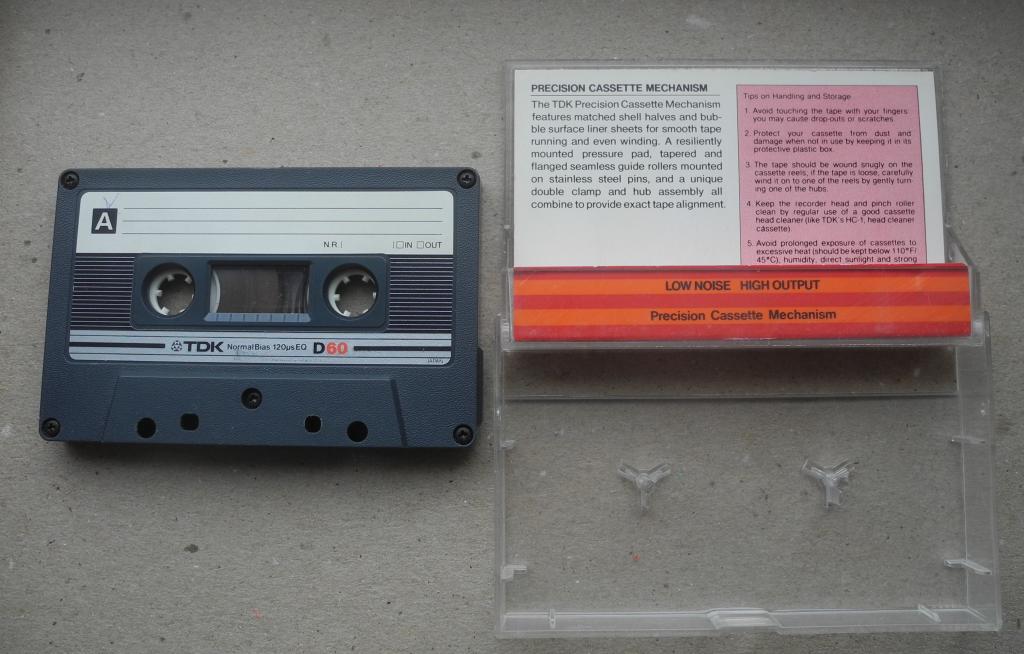 A
N R I
I □ IN □ OUT
TDK Normal Bias 120μs EQ D60
JAPAN
PRECISION CASSETTE MECHANISM
The TDK Precision Cassette Mechanism
features matched shell halves and bub-
ble surface liner sheets for smooth tape
running and even winding. A resiliently
mounted pressure pad, tapered and
flanged seamless guide rollers mounted
on stainless steel pins, and a unique
double clamp and hub assembly all
combine to provide exact tape alignment.
Tips on Handling and Storage
1. Avoid touching the tape with your fingers:
you may cause drop-outs or scratches.
2. Protect your cassette from dust and
damage when not in use by keeping it in its
protective plastic box.
3. The tape should be wound snugly on the
cassette reels; if the tape is loose, carefully
wind it on to one of the reels by gently turn-
ing one of the hubs.
4. Keep the recorder head and pinch roller
clean by regular use of a good cassette
head cleaner (like TDK's HC-1, head cleaner
cassette).
5. Avoid prolonged exposure of cassettes to
excessive heat (should be kept below 110°F/
45°C), humidity, direct sunlight and strong
LOW NOISE HIGH OUTPUT
Precision Cassette Mechanism